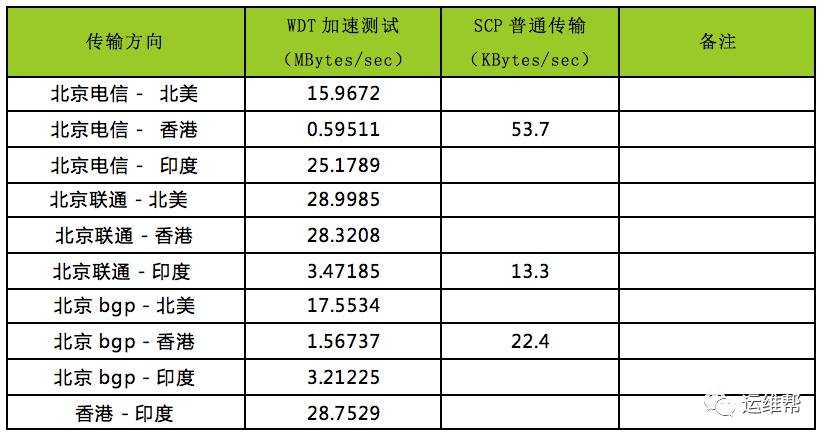 传输方向 WDT 加速测试 （MBytes/sec） SCP 普通传输 （KBytes/sec） 备注
北京电信 - 北美 15.9672
北京电信 - 香港 0.59511 53.7
北京电信 - 印度 25.1789
北京联通 - 北美 28.9985
北京联通 - 香港 28.3208
北京联通 - 印度 3.47185 13.3
北京 bgp - 北美 17.5534
北京 bgp - 香港 1.56737 22.4
北京 bgp - 印度 3.21225
香港 - 印度 28.7529
运维帮